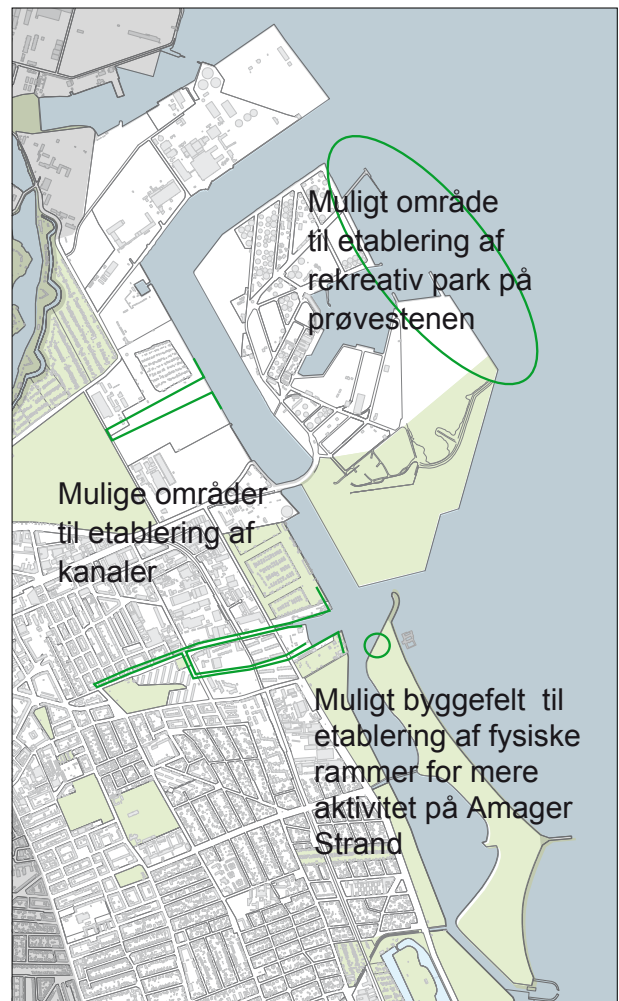 Muligt område
til etablering af
rekreativ park på
prøvestenen
Mulige områder
til etablering af
kanaler
Muligt byggefelt til
etablering af fysiske
rammer for mere
aktivitet på Amager
Strand